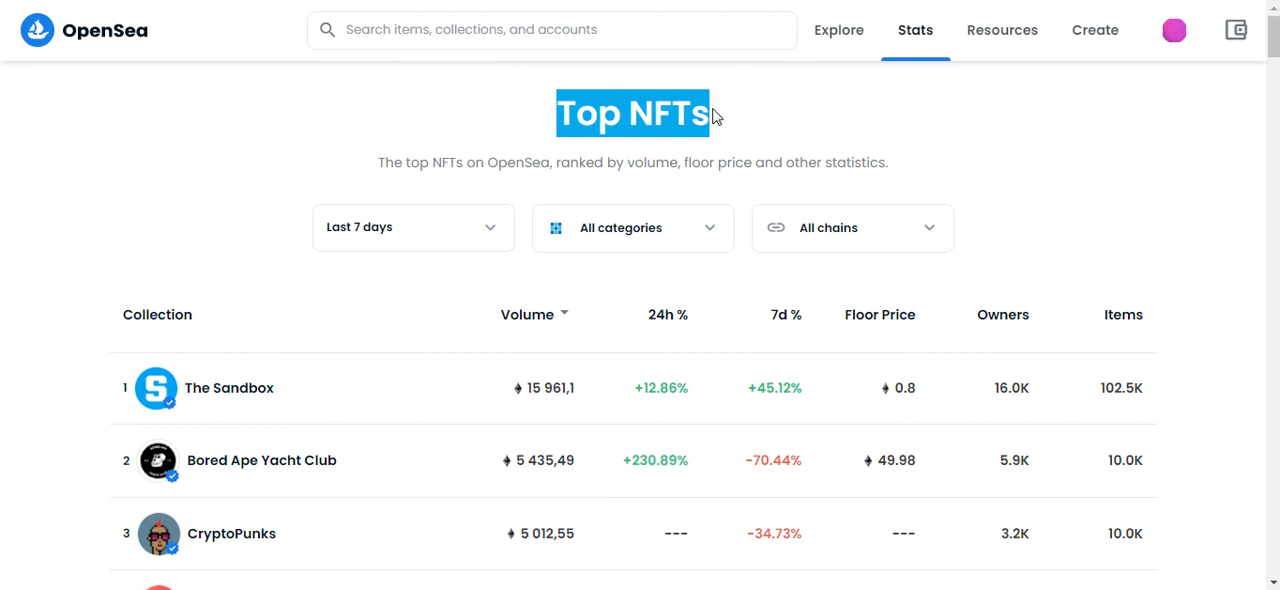 OpenSea
Search items, collections, and accounts
Explore
Stats
Resources
Create
Top NFTs
The top NFTs on OpenSea, ranked by volume, floor price and other statistics.
Last 7 days
All categories
All chains
Collection Volume 24h % 7d % Floor Price Owners Items
1 The Sandbox 15 961,1 +12.86% +45.12% 0.8 16.0K 102.5K
2 Bored Ape Yacht Club 5 435,49 +230.89% -70.44% 49.98 5.9K 10.0K
3 CryptoPunks 5 012,55 --- -34.73% --- 3.2K 10.0K